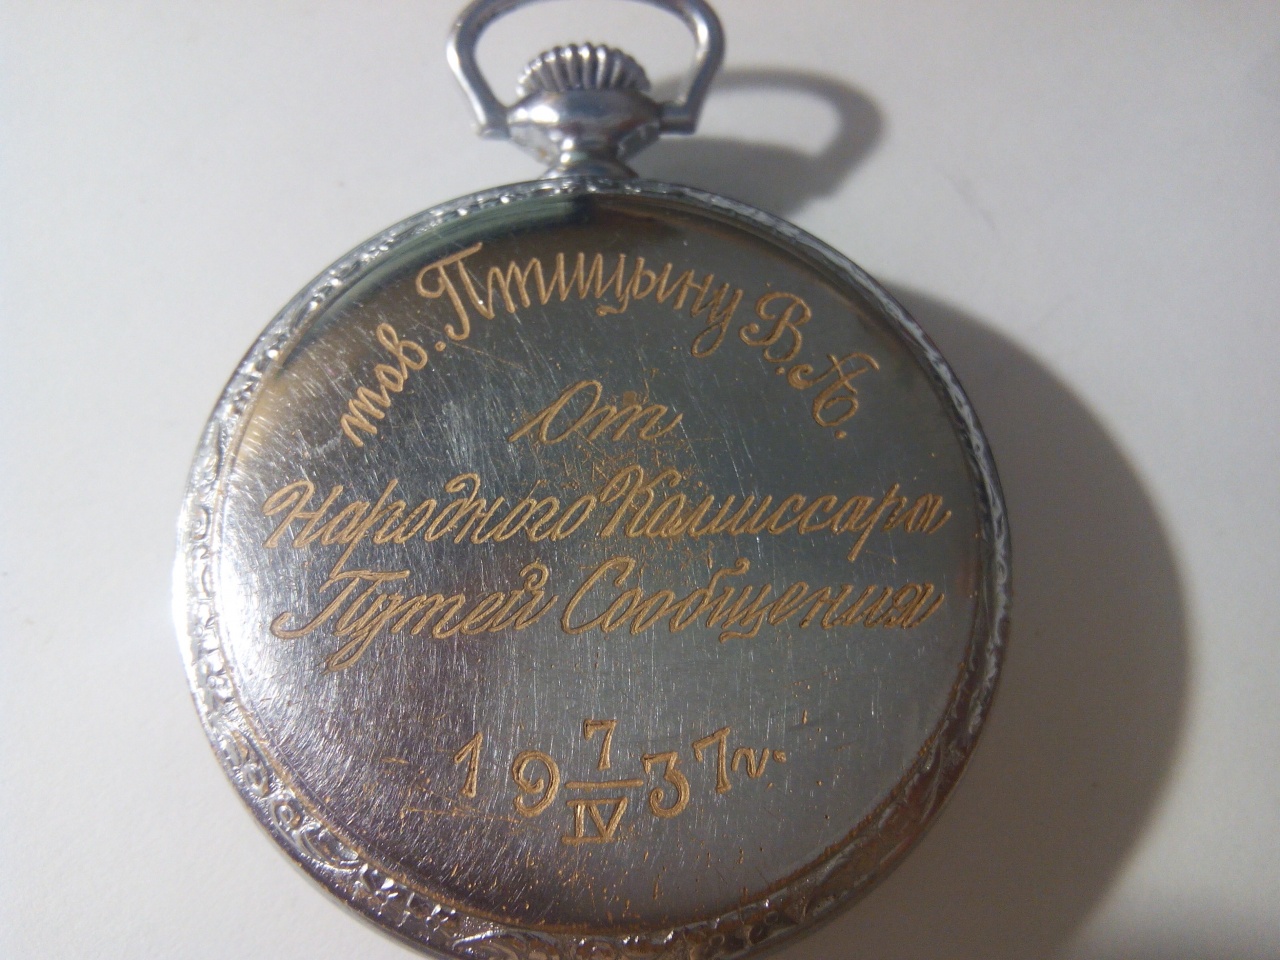 тов. Птицыну В.А.
От
Народного Комиссара
Путей Сообщения
19 7/IV 37 г.